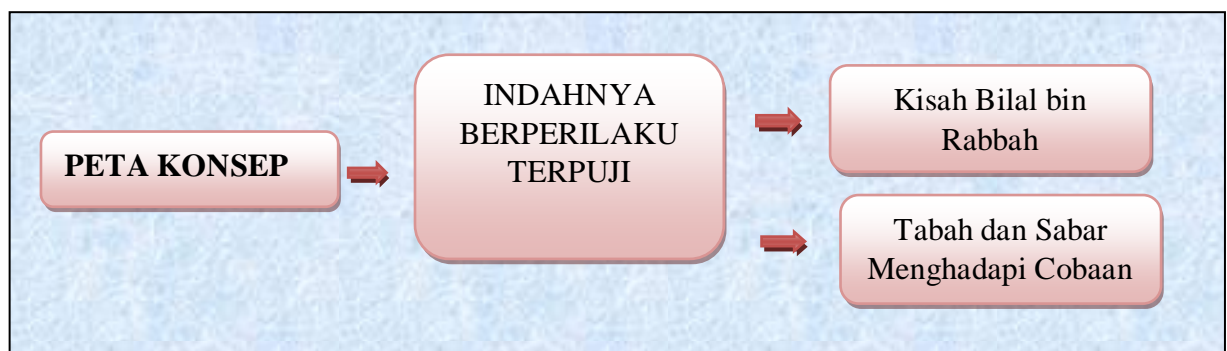 PETA KONSEP
INDAHNYA
BERPERILAKU
TERPUJI
Kisah Bilal bin
Rabbah
Tabah dan Sabar
Menghadapi Cobaan